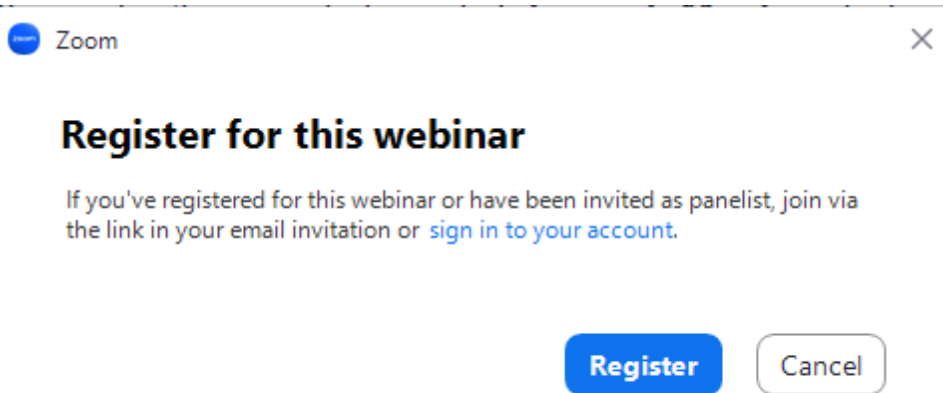 zoom Zoom
Register for this webinar
If you've registered for this webinar or have been invited as panelist, join via
the link in your email invitation or sign in to your account.
Register Cancel